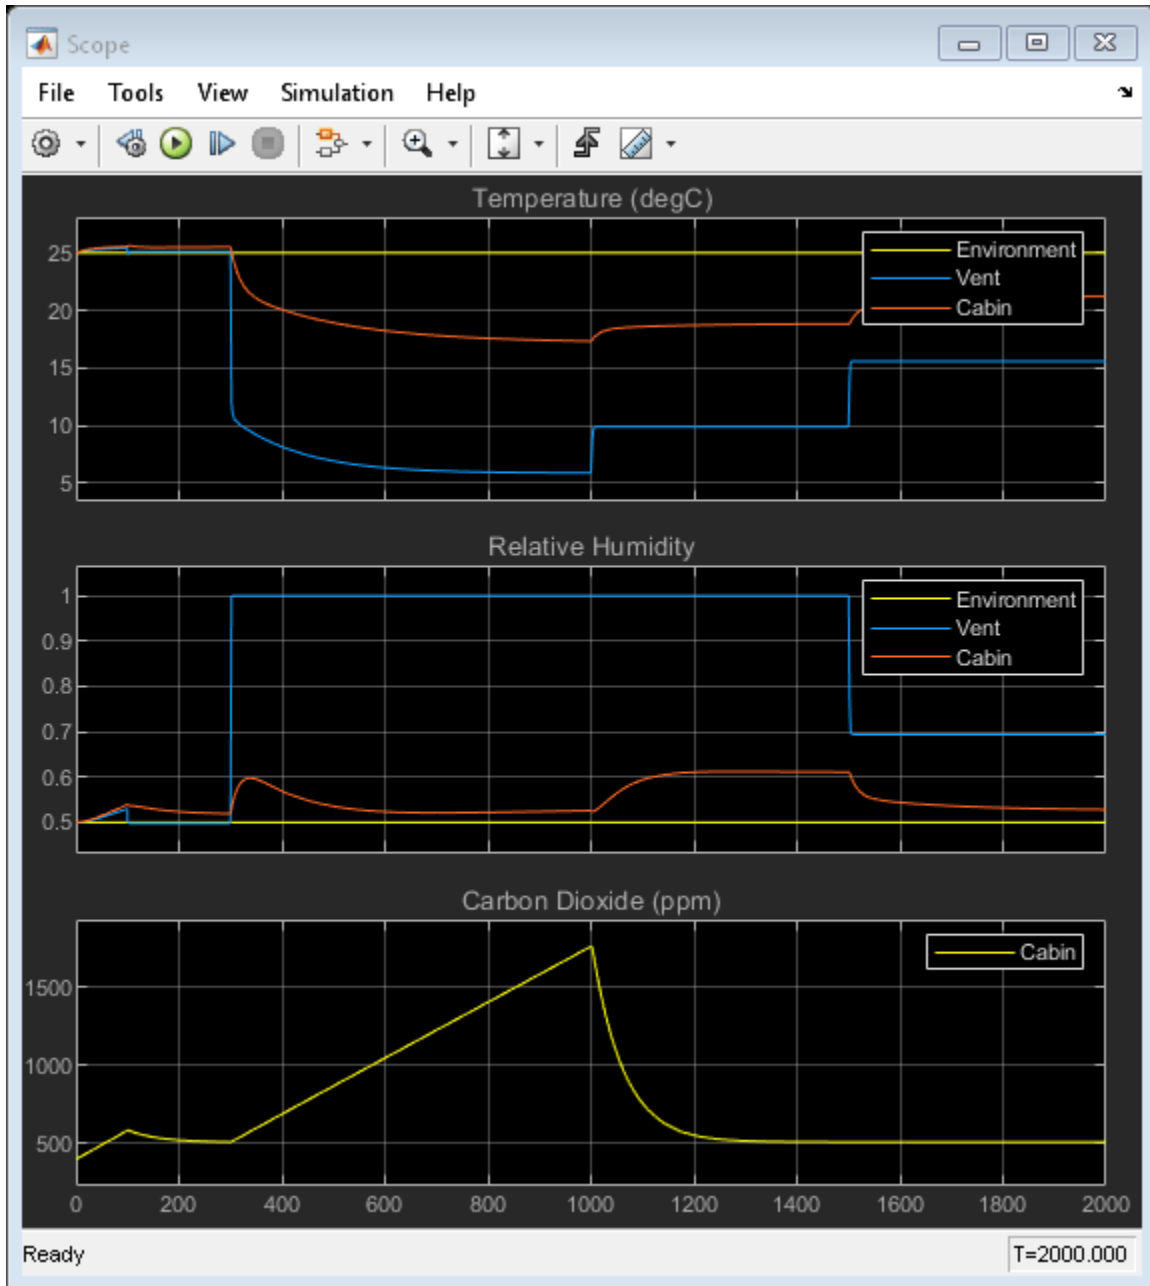 Scope
File Tools View Simulation Help
Temperature (degC)
25
20
15
10
5
Environment
Vent
Cabin
Relative Humidity
1
0.9
0.8
0.7
0.6
0.5
Environment
Vent
Cabin
Carbon Dioxide (ppm)
1500
1000
500
Cabin
0 200 400 600 800 1000 1200 1400 1600 1800 2000
Ready T=2000.000